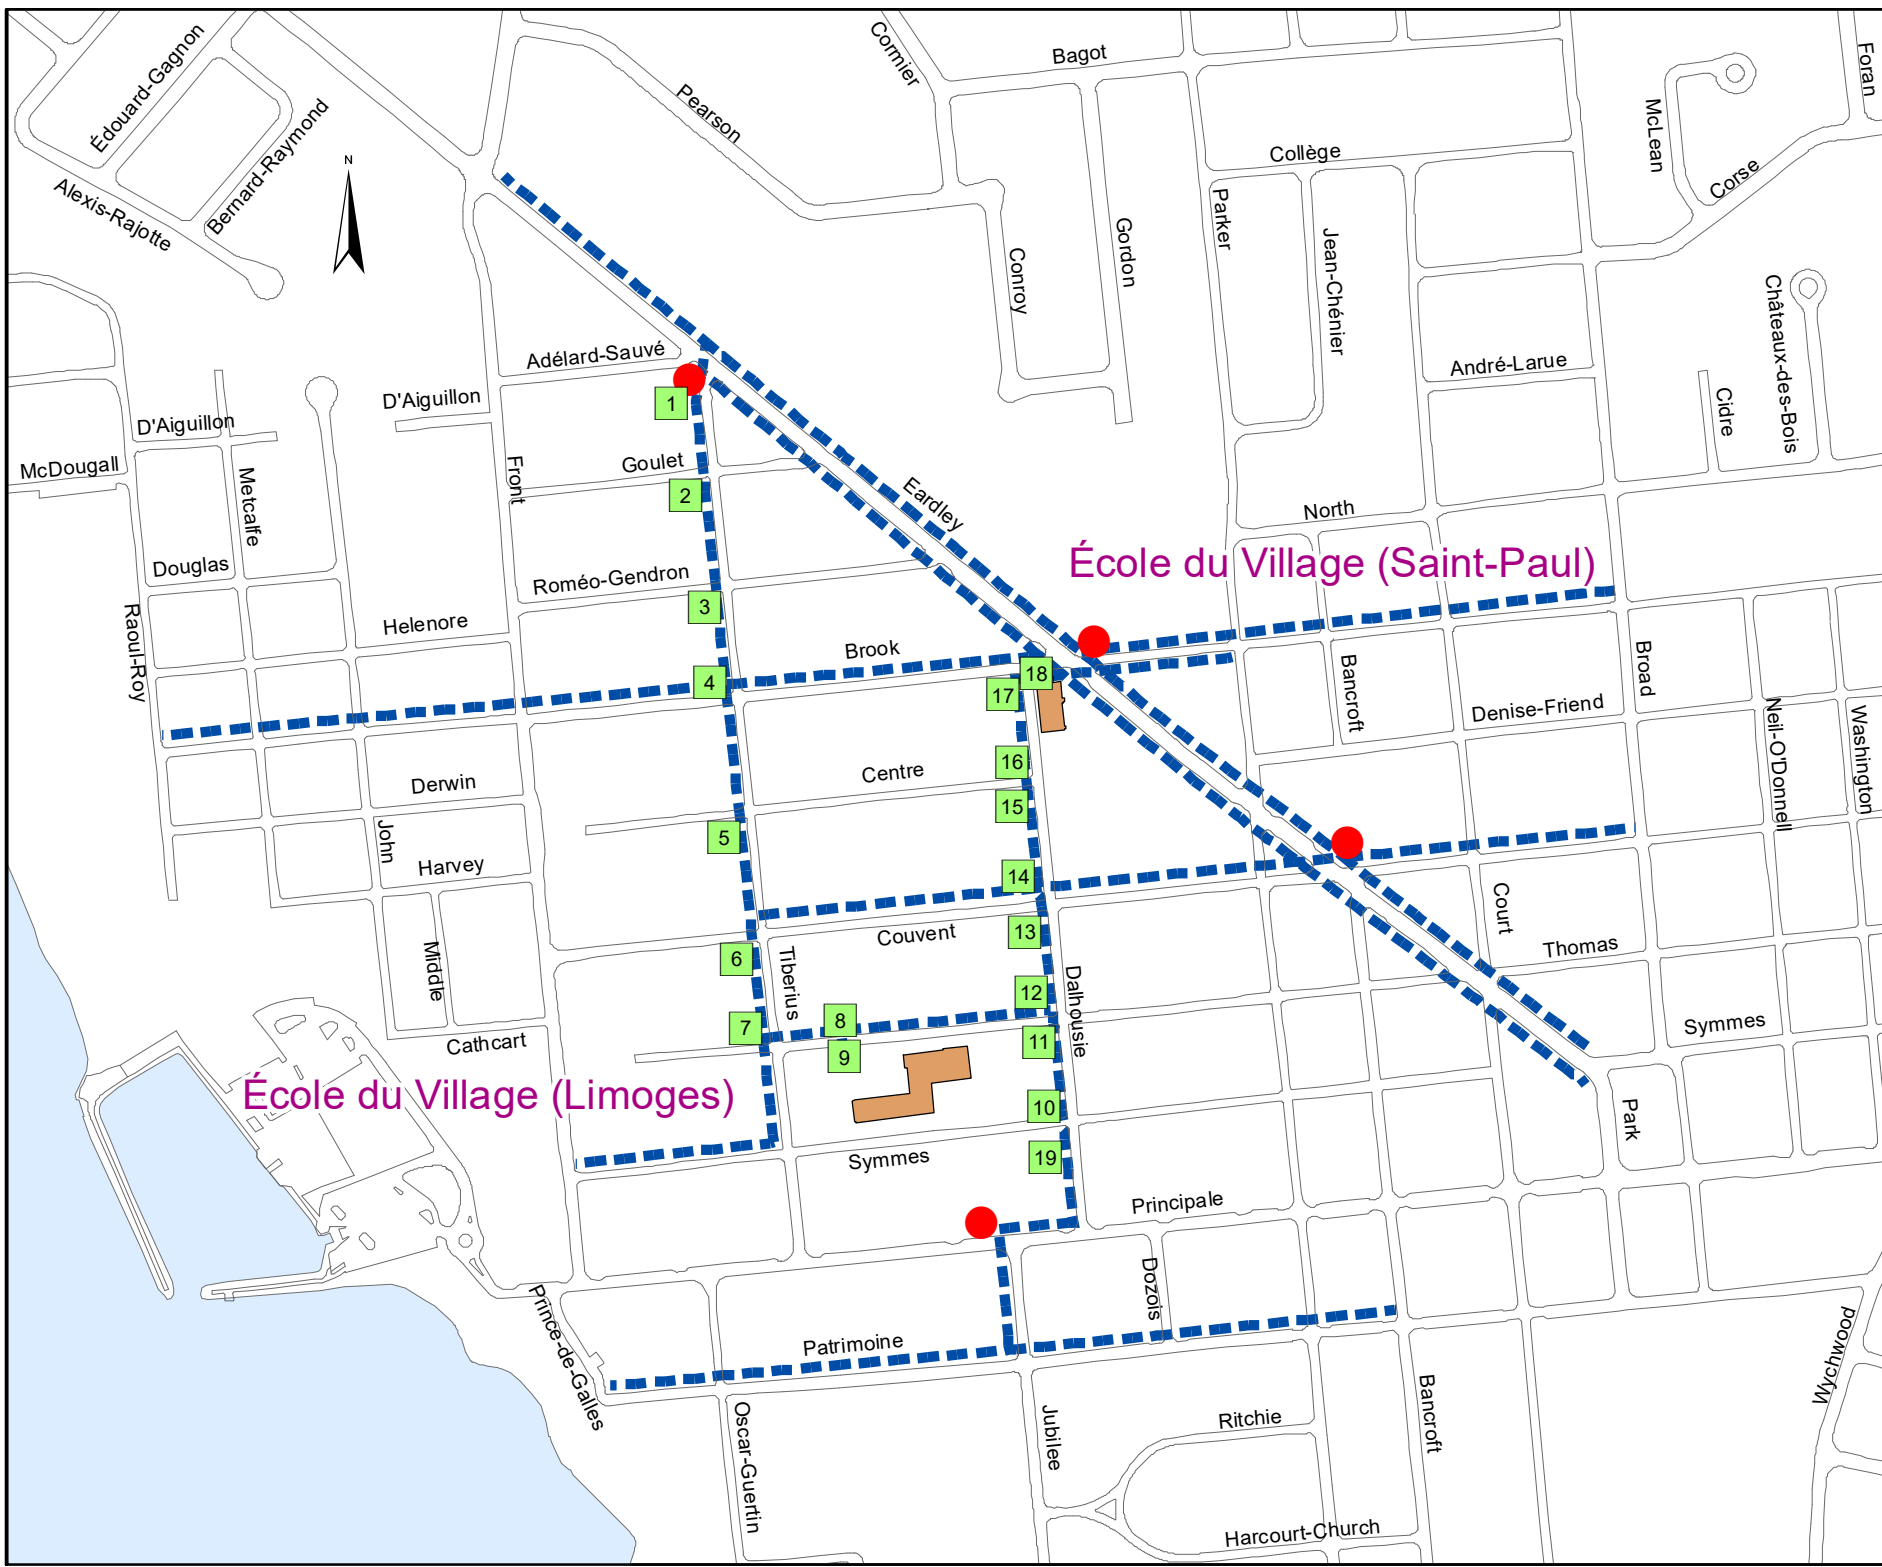 Édouard-Gagnon
Bernard-Raymond
Alexis-Rajotte
N
Pearson
Cormier
Bagot
Foran
McLean
Collège
Corse
Parker
Gordon
Conroy
Jean-Chénier
Châteaux-des-Bois
Adélard-Sauvé
André-Larue
Cidre
D'Aiguillon
D'Aiguillon
1
McDougall
Metcalfe
Front
Goulet
2
Eardley
North
Douglas
Roméo-Gendron
École du Village (Saint-Paul)
Raoul-Roy
Helenore
3
Brook
4
18
17
Bancroft
Broad
Denise-Friend
Neil-O'Donnell
Washington
Derwin
Centre
16
15
John
Harvey
5
14
Court
Couvent
13
Thomas
Middle
6
Tiberius
12
Dalhousie
7
8
9
11
Symmes
Cathcart
École du Village (Limoges)
10
Park
Symmes
19
Principale
Dozois
Prince-de-Galles
Patrimoine
Wychwood
Oscar-Guertin
Jubilee
Ritchie
Bancroft
Harcourt-Church